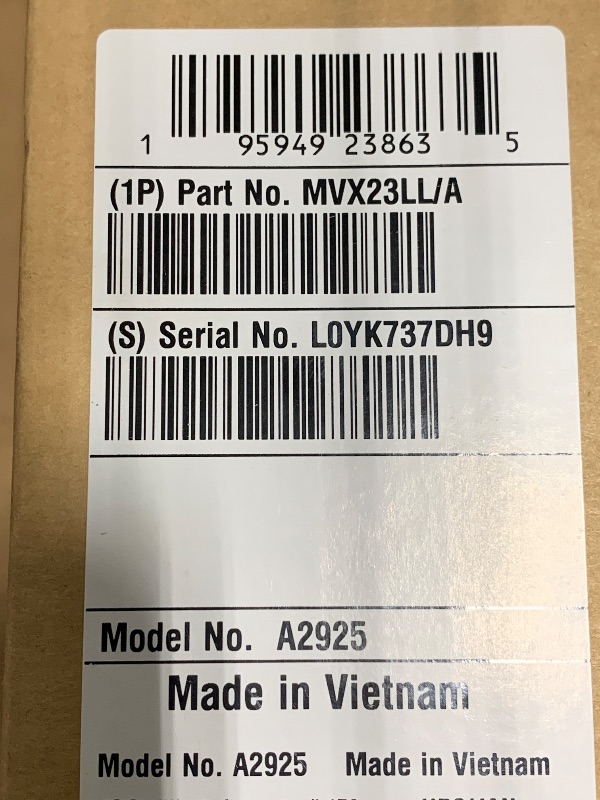 1 95949 23863 5
(1P) Part No. MVX23LL/A
(S) Serial No. L0YK737DH9
Model No. A2925
Made in Vietnam
Model No. A2925 Made in Vietnam